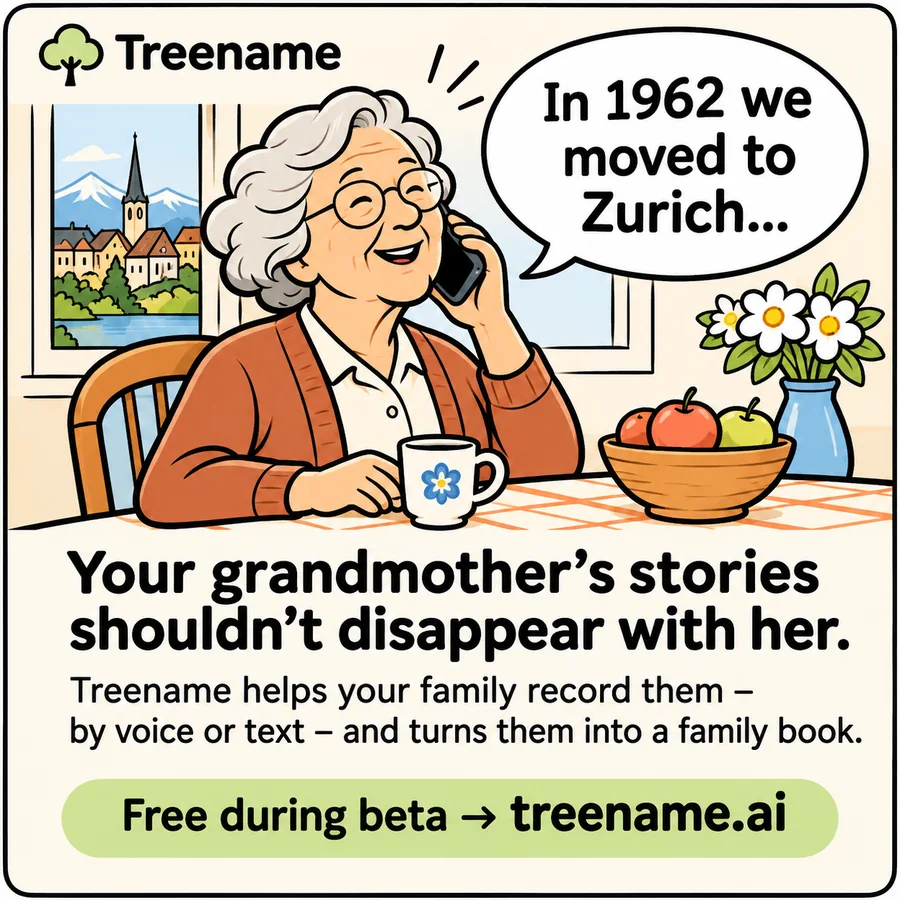 Treename
In 1962 we
moved to
Zurich...
Your grandmother's stories
shouldn't disappear with her.
Treename helps your family record them –
by voice or text – and turns them into a family book.
Free during beta → treename.ai